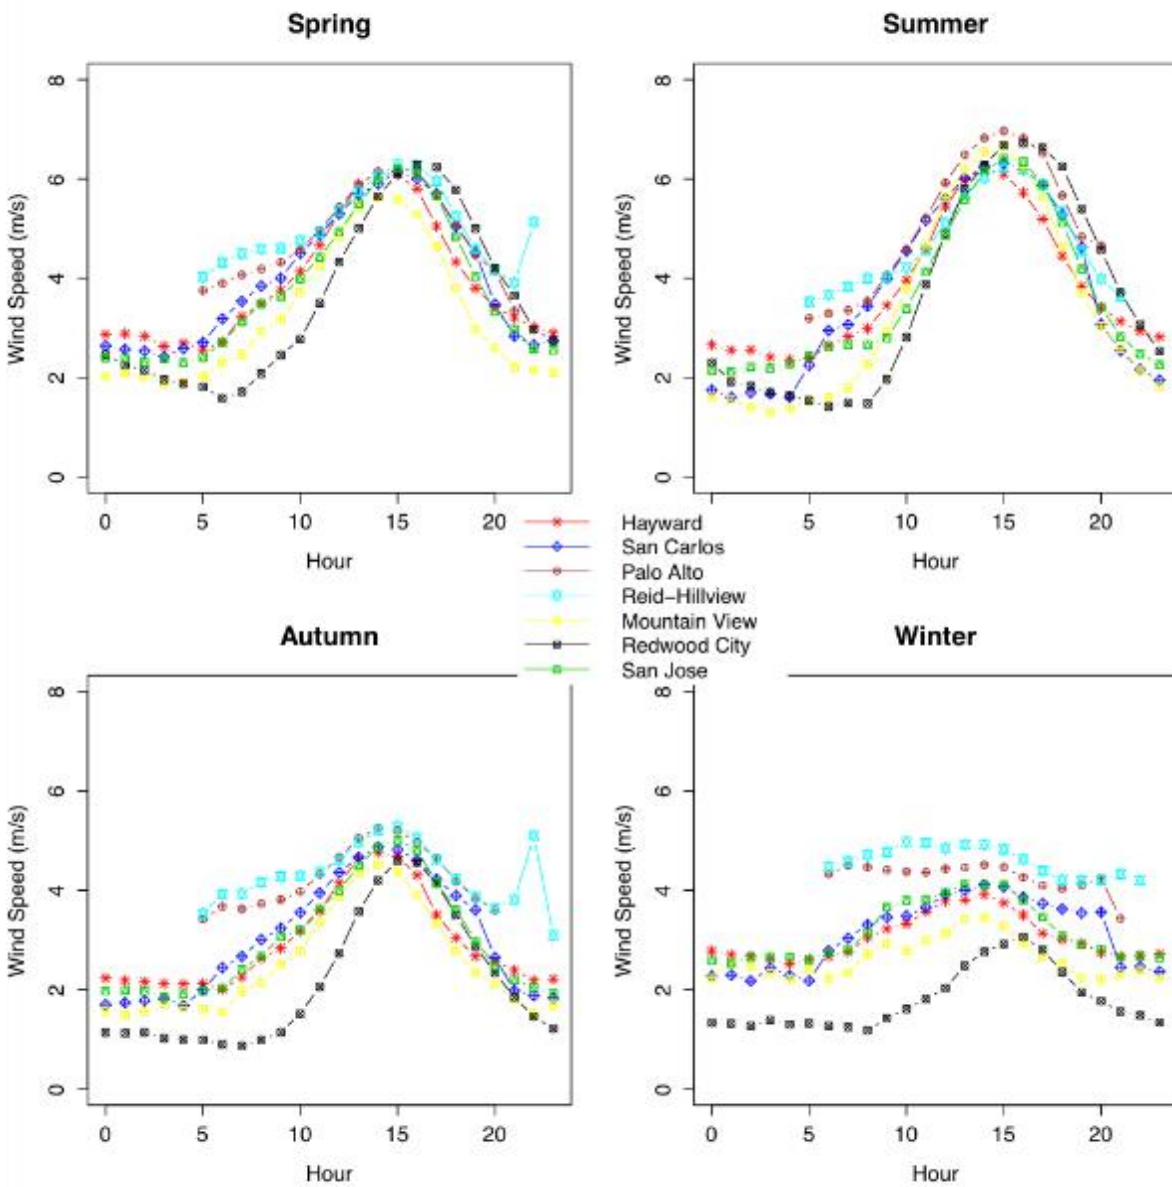 Spring
Summer
Wind Speed (m/s)
8
6
4
2
0
0 5 10 15 20
Hour
Wind Speed (m/s)
8
6
4
2
0
0 5 10 15 20
Hour
Hayward
San Carlos
Palo Alto
Reid-Hillview
Mountain View
Redwood City
San Jose
Autumn
Winter
Wind Speed (m/s)
8
6
4
2
0
0 5 10 15 20
Hour
Wind Speed (m/s)
8
6
4
2
0
0 5 10 15 20
Hour